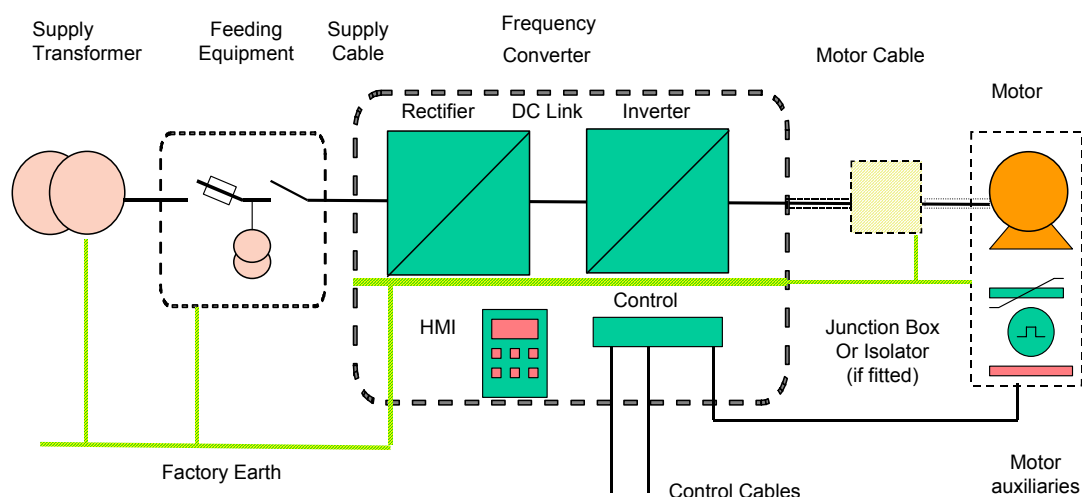 Supply
Transformer
Feeding
Equipment
Supply
Cable
Frequency
Converter
Motor Cable
Motor
Rectifier
DC Link
Inverter
HMI
Control
Junction Box
Or Isolator
(if fitted)
Factory Earth
Control Cables
Motor
auxiliaries